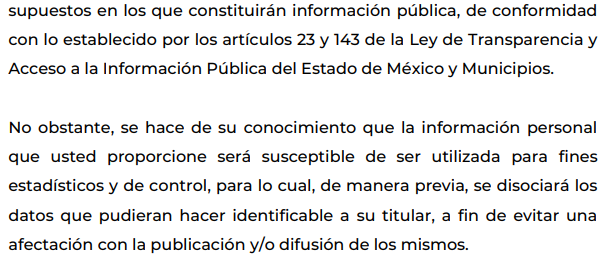 supuestos en los que constituirán información pública, de conformidad
con lo establecido por los artículos 23 y 143 de la Ley de Transparencia y
Acceso a la Información Pública del Estado de México y Municipios.
No obstante, se hace de su conocimiento que la información personal
que usted proporcione será susceptible de ser utilizada para fines
estadísticos y de control, para lo cual, de manera previa, se disociará los
datos que pudieran hacer identificable a su titular, a fin de evitar una
afectación con la publicación y/o difusión de los mismos.